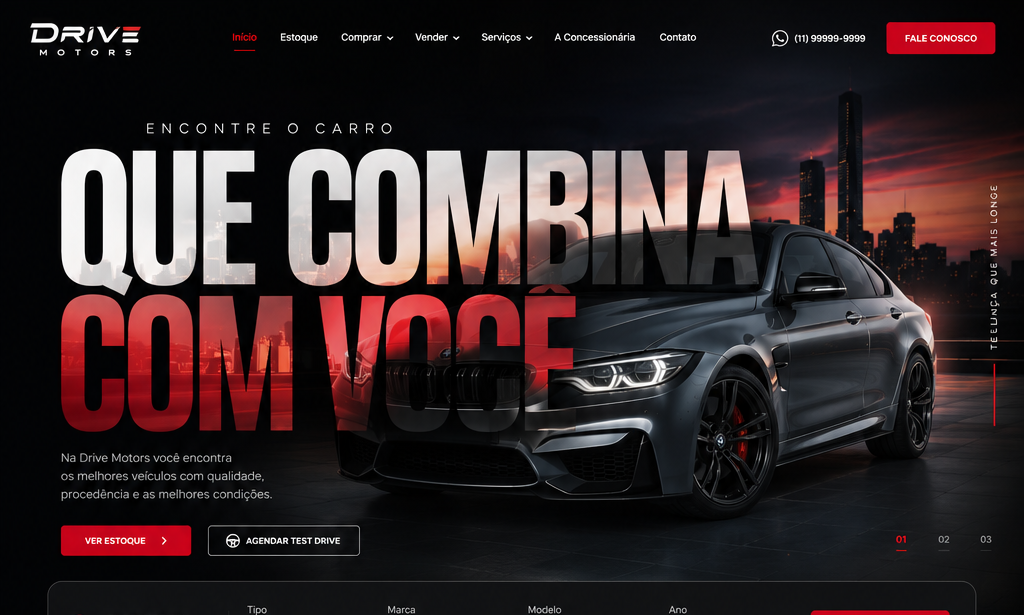 DRIVE
MOTORS
Início
Estoque
Comprar
Vender
Serviços
A Concessionária
Contato
(11) 99999-9999
FALE CONOSCO
ENCONTRE O CARRO
QUE COMBINA
COM VOCÊ
QUE MAIS LONGE
Na Drive Motors você encontra
os melhores veículos com qualidade,
procedência e as melhores condições.
VER ESTOQUE
AGENDAR TEST DRIVE
01
02
03
Tipo
Marca
Modelo
Ano